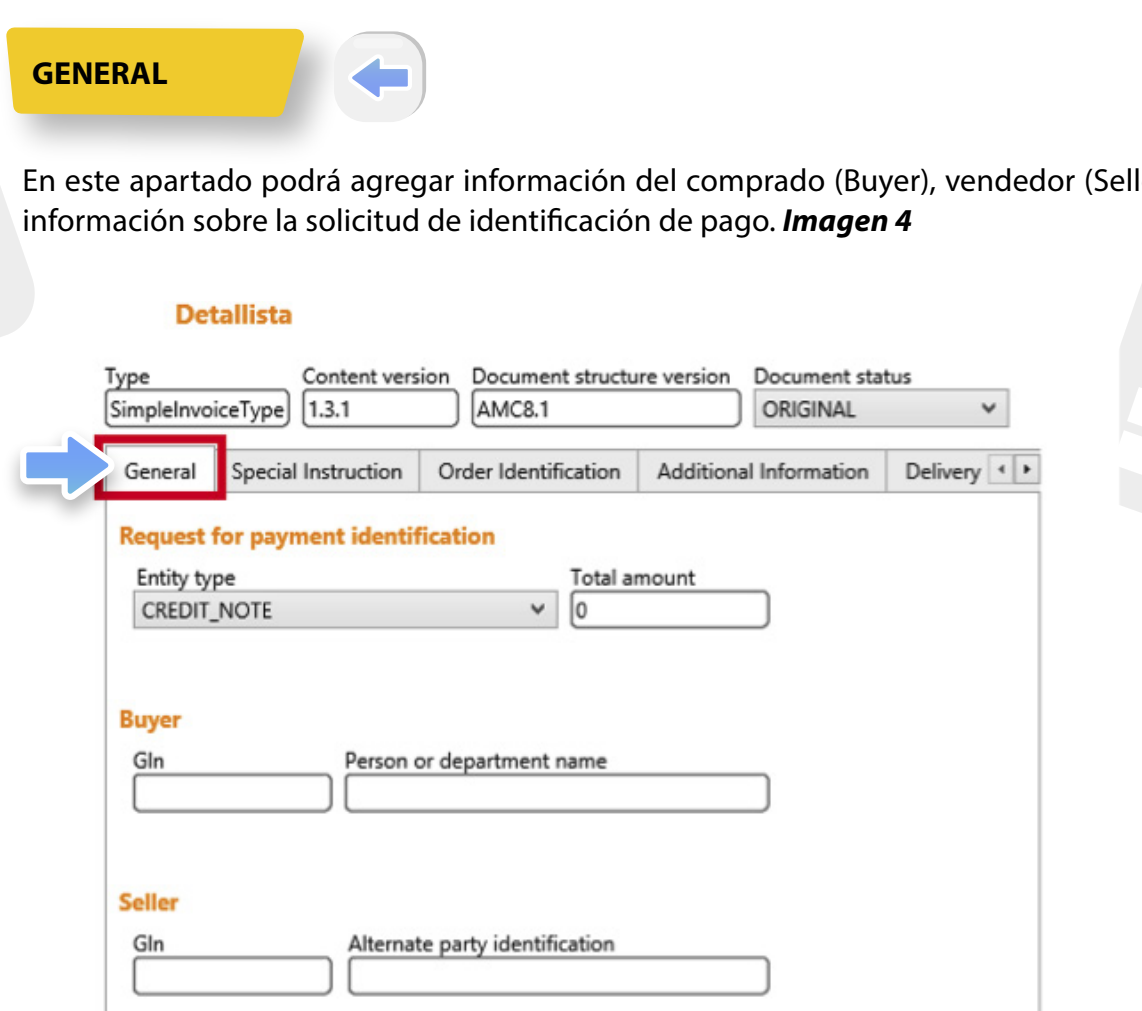 GENERAL
En este apartado podrá agregar información del comprado (Buyer), vendedor (Sell
información sobre la solicitud de identificación de pago. Imagen 4
Detallista
Type Content version Document structure version Document status
SimpleInvoiceType 1.3.1 AMC8.1 ORIGINAL
General Special Instruction Order Identification Additional Information Delivery
Request for payment identification
Entity type Total amount
CREDIT_NOTE 0
Buyer
Gln Person or department name
Seller
Gln Alternate party identification